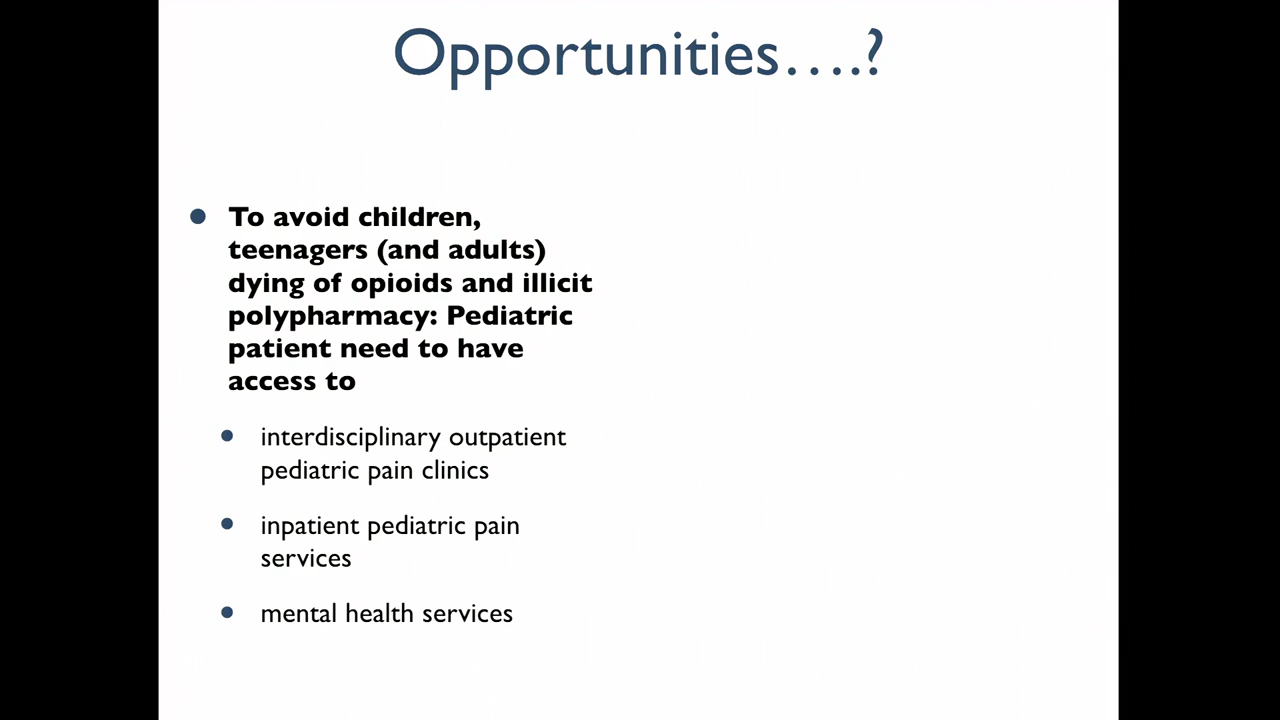 Opportunities….?
To avoid children,
teenagers (and adults)
dying of opioids and illicit
polypharmacy: Pediatric
patient need to have
access to
interdisciplinary outpatient
pediatric pain clinics
inpatient pediatric pain
services
mental health services